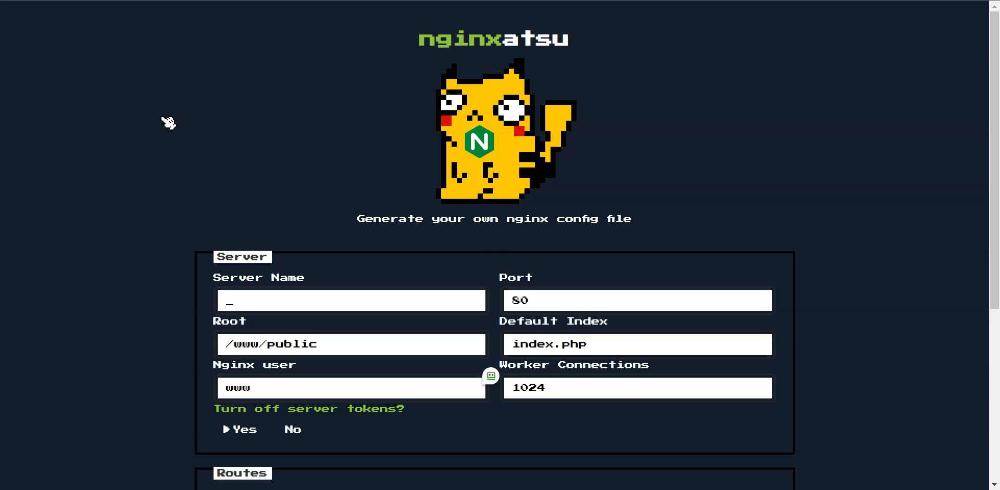 nginxatsu
N
Generate your own nginx config file
Server
Server Name
Port
_
80
Root
Default Index
/www/public
index.php
Nginx user
Worker Connections
www
1024
Turn off server tokens?
Yes No
Routes